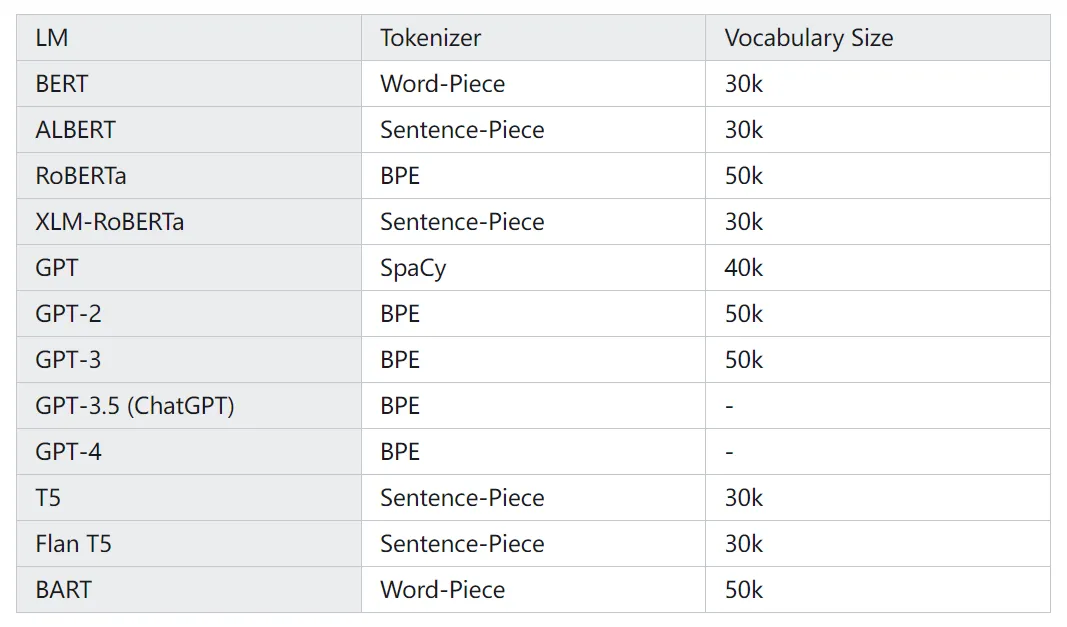 LM Tokenizer Vocabulary Size
BERT Word-Piece 30k
ALBERT Sentence-Piece 30k
RoBERTa BPE 50k
XLM-RoBERTa Sentence-Piece 30k
GPT SpaCy 40k
GPT-2 BPE 50k
GPT-3 BPE 50k
GPT-3.5 (ChatGPT) BPE -
GPT-4 BPE -
T5 Sentence-Piece 30k
Flan T5 Sentence-Piece 30k
BART Word-Piece 50k